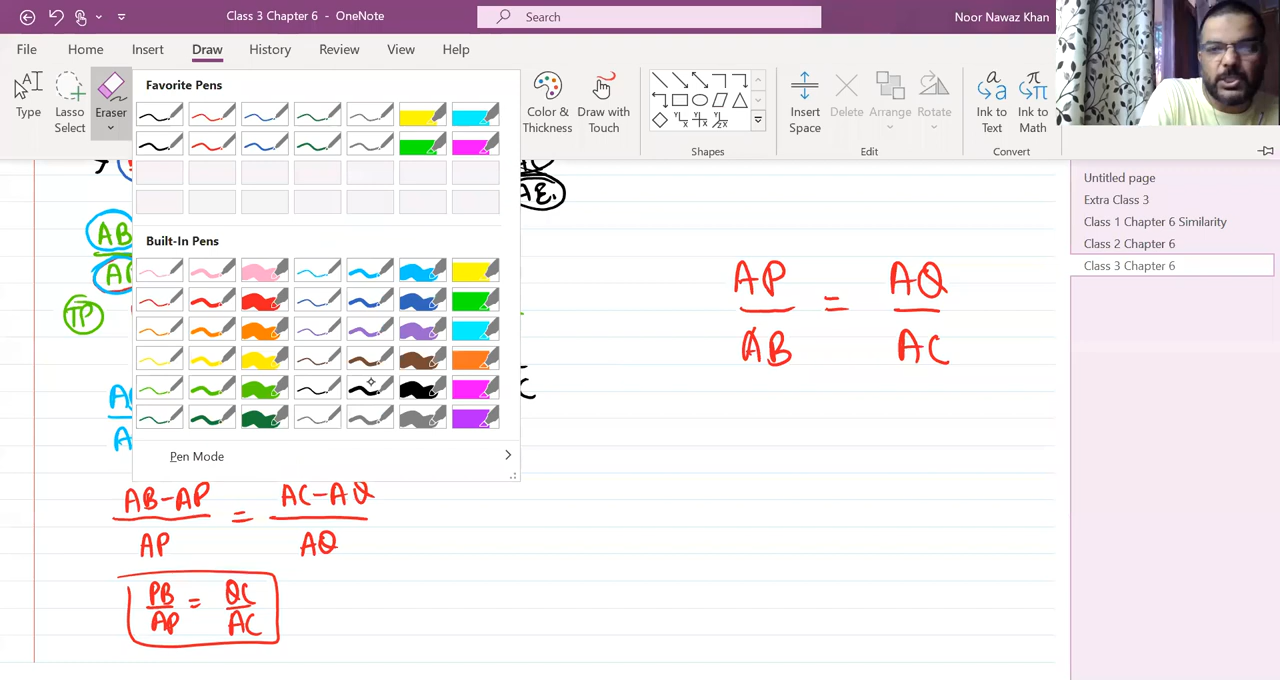 Class 3 Chapter 6 - OneNote
Search
Noor Nawaz Khan
File Home Insert Draw History Review View Help
Type
Lasso Select
Eraser
Favorite Pens
Built-In Pens
Pen Mode
Color & Thickness
Draw with Touch
Shapes
Insert Space
Delete
Arrange
Rotate
Edit
Ink to Text
Ink to Math
Convert
Untitled page
Extra Class 3
Class 1 Chapter 6 Similarity
Class 2 Chapter 6
Class 3 Chapter 6
AE.
AB
AP
TP
AP = AQ
AB AC
AB-AP = AC-AQ
AP AQ
PB = QC
AP AC